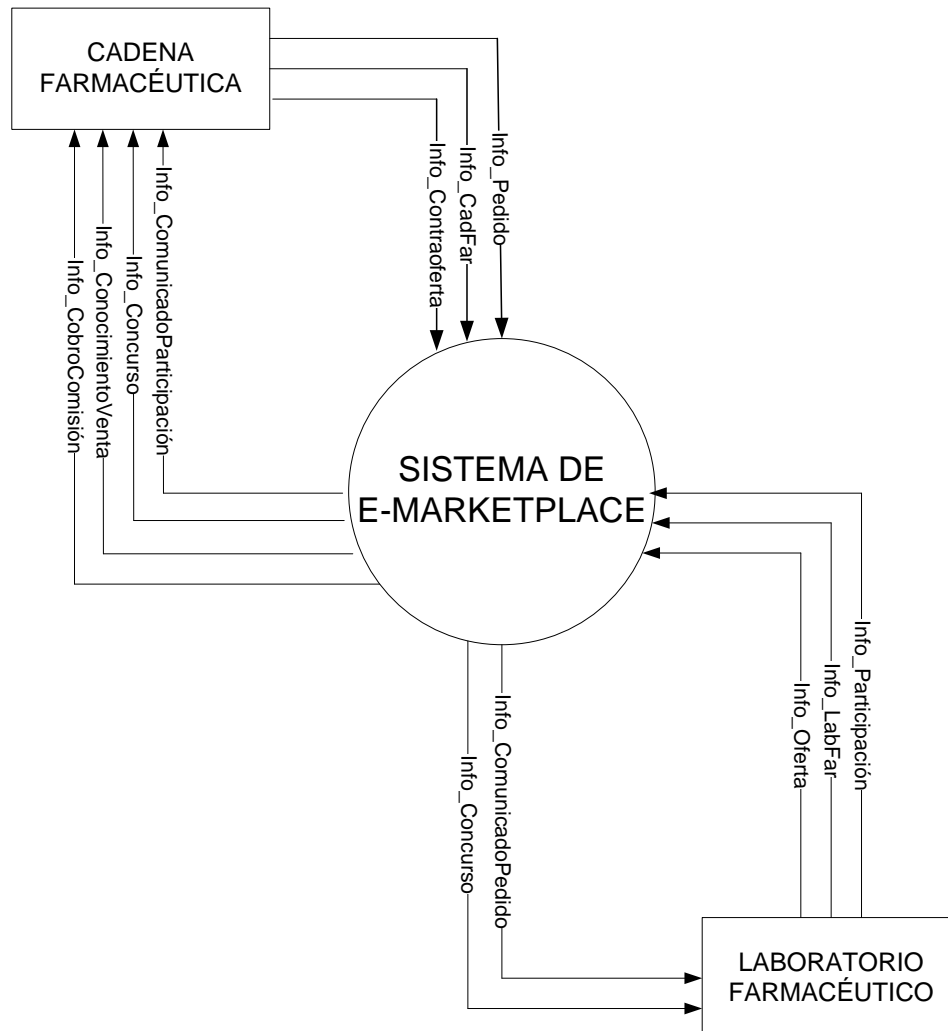 CADENA
FARMACÉUTICA
Info_Pedido
Info_CadFar
Info_Contraoferta
Info_ComunicadoParticipación
Info_Concurso
Info_ConocimientoVenta
Info_CobroComisión
SISTEMA DE
E-MARKETPLACE
Info_Participación
Info_LabFar
Info_Oferta
Info_ComunicadoPedido
Info_Concurso
LABORATORIO
FARMACÉUTICO